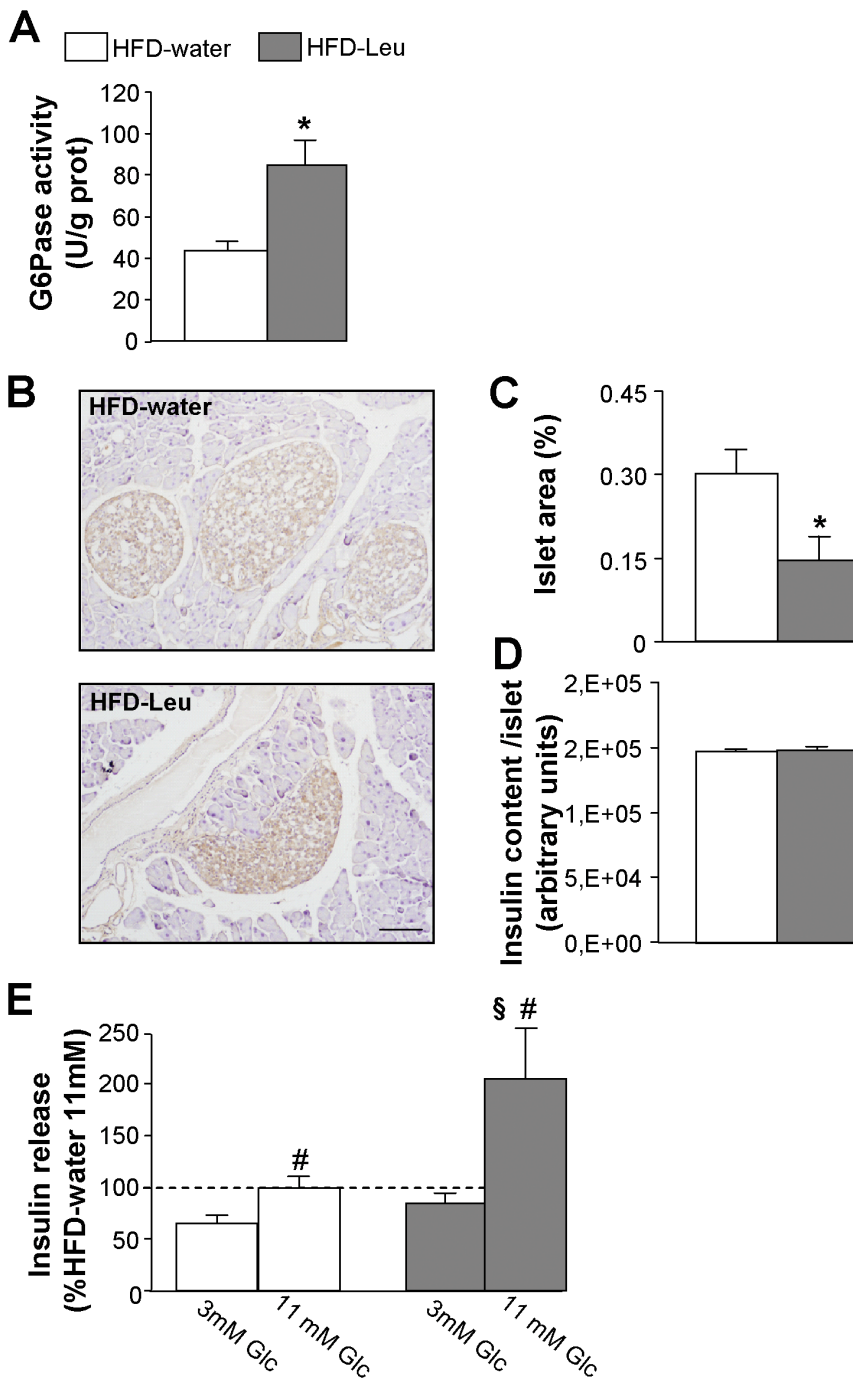 A
HFD-water
HFD-Leu
G6Pase activity
(U/g prot)
120
100
80
60
40
20
0
*
B
HFD-water
HFD-Leu
C
Islet area (%)
0.45
0.30
0.15
0
*
D
Insulin content /islet
(arbitrary units)
2,E+05
2,E+05
1,E+05
5,E+04
0,E+00
E
Insulin release
(%HFD-water 11mM)
250
200
150
100
50
0
#
§ #
3mM Glc
11 mM Glc
3mM Glc
11 mM Glc